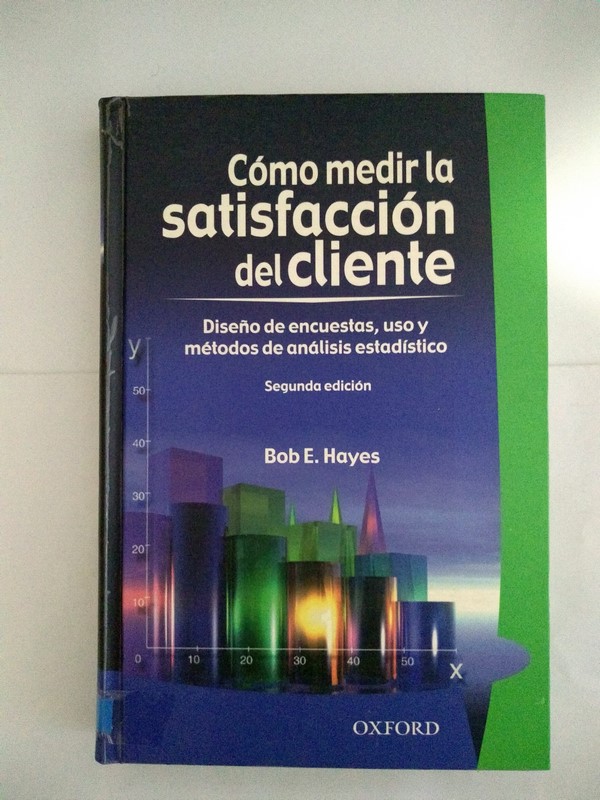 Cómo medir la
satisfacción
del cliente
Diseño de encuestas, uso y
métodos de análisis estadístico
Segunda edición
Bob E. Hayes
y
50
40
30
20
10
0 10 20 30 40 50
x
OXFORD